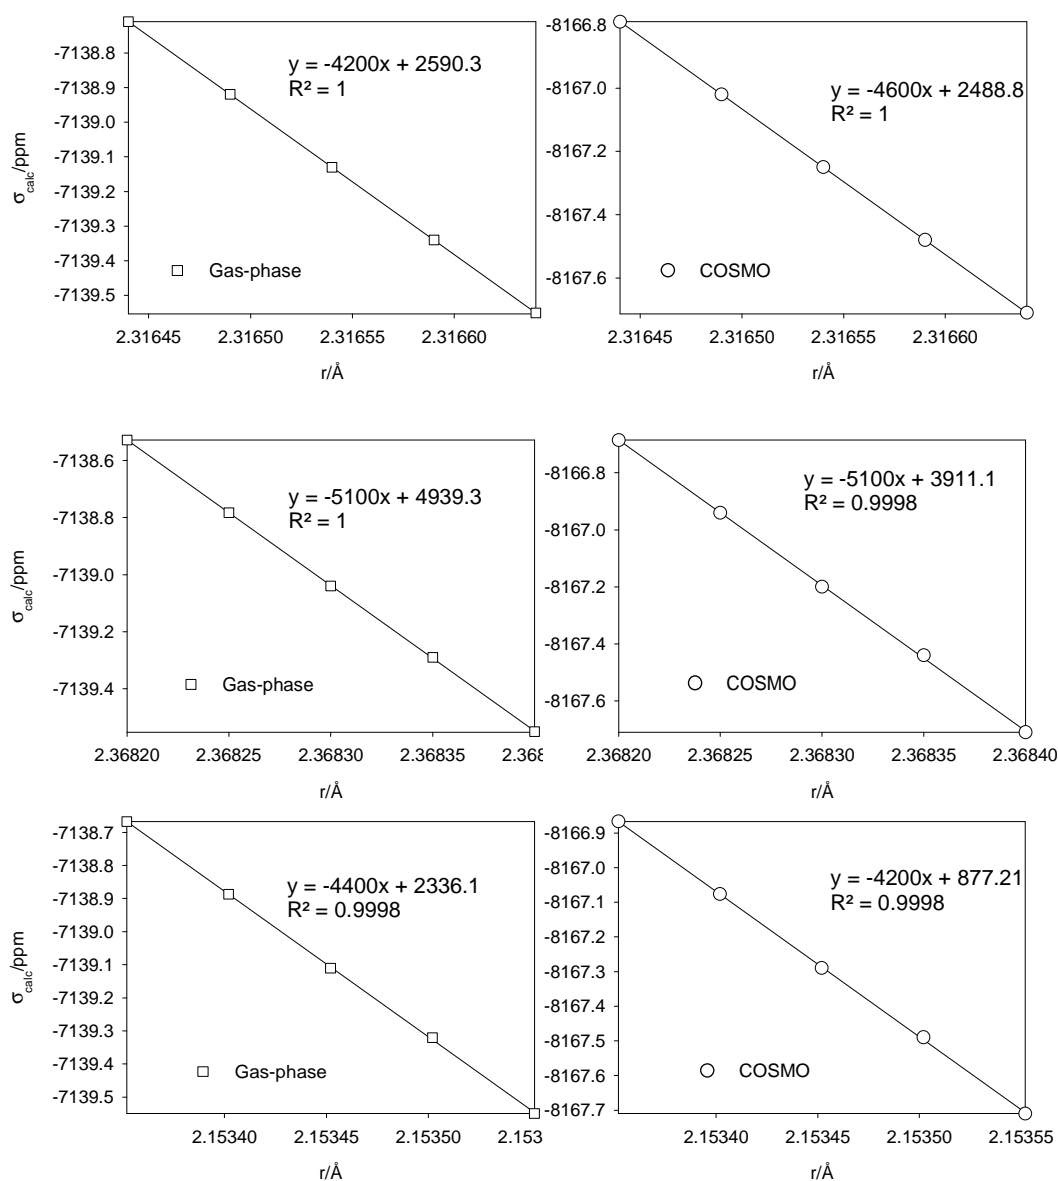 -7138.8
-7138.9
-7139.0
-7139.1
-7139.2
-7139.3
-7139.4
-7139.5
σcalc/ppm
y = -4200x + 2590.3
R² = 1
Gas-phase
2.31645 2.31650 2.31655 2.31660
r/Å
-8166.8
-8167.0
-8167.2
-8167.4
-8167.6
y = -4600x + 2488.8
R² = 1
COSMO
2.31645 2.31650 2.31655 2.31660
r/Å
-7138.6
-7138.8
-7139.0
-7139.2
-7139.4
σcalc/ppm
y = -5100x + 4939.3
R² = 1
Gas-phase
2.36820 2.36825 2.36830 2.36835 2.368
r/Å
-8166.8
-8167.0
-8167.2
-8167.4
-8167.6
y = -5100x + 3911.1
R² = 0.9998
COSMO
2.36820 2.36825 2.36830 2.36835 2.36840
r/Å
-7138.7
-7138.8
-7138.9
-7139.0
-7139.1
-7139.2
-7139.3
-7139.4
-7139.5
σcalc/ppm
y = -4400x + 2336.1
R² = 0.9998
Gas-phase
2.15340 2.15345 2.15350 2.153
r/Å
-8166.9
-8167.0
-8167.1
-8167.2
-8167.3
-8167.4
-8167.5
-8167.6
-8167.7
y = -4200x + 877.21
R² = 0.9998
COSMO
2.15340 2.15345 2.15350 2.15355
r/Å